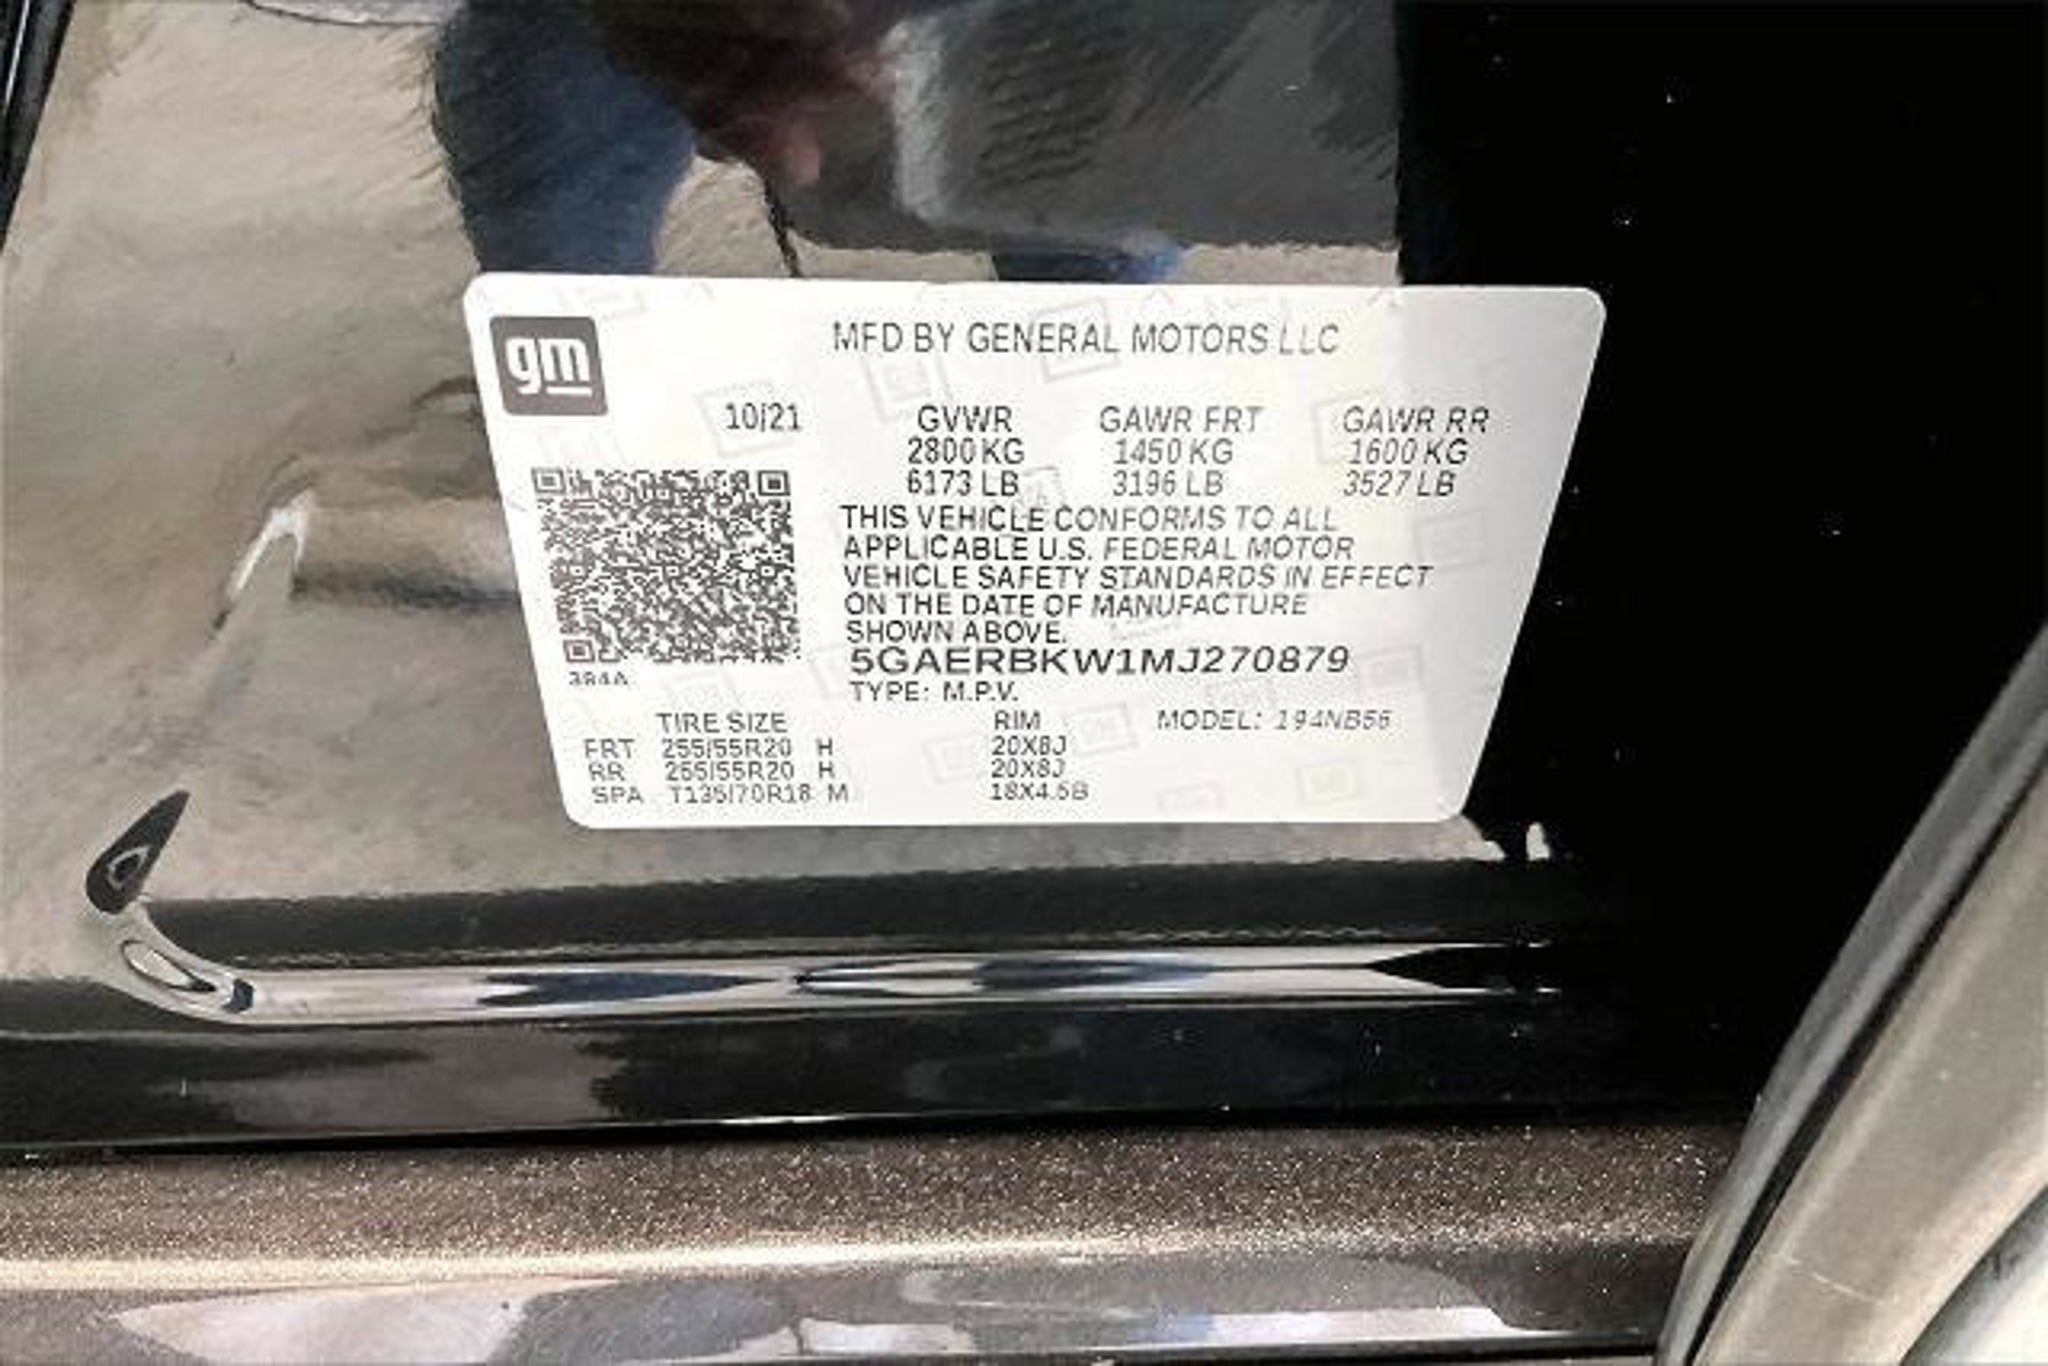 gm
MFD BY GENERAL MOTORS LLC
10/21 GVWR GAWR FRT GAWR RR
2800 KG 1450 KG 1600 KG
6173 LB 3196 LB 3527 LB
THIS VEHICLE CONFORMS TO ALL
APPLICABLE U.S. FEDERAL MOTOR
VEHICLE SAFETY STANDARDS IN EFFECT
ON THE DATE OF MANUFACTURE
SHOWN ABOVE.
5GAERBKW1MJ270879
384A
TYPE: M.P.V.
TIRE SIZE RIM MODEL: 194NB56
FRT 255/55R20 H 20X8J
RR 255/55R20 H 20X8J
SPA T135/70R18 M 18X4.5B